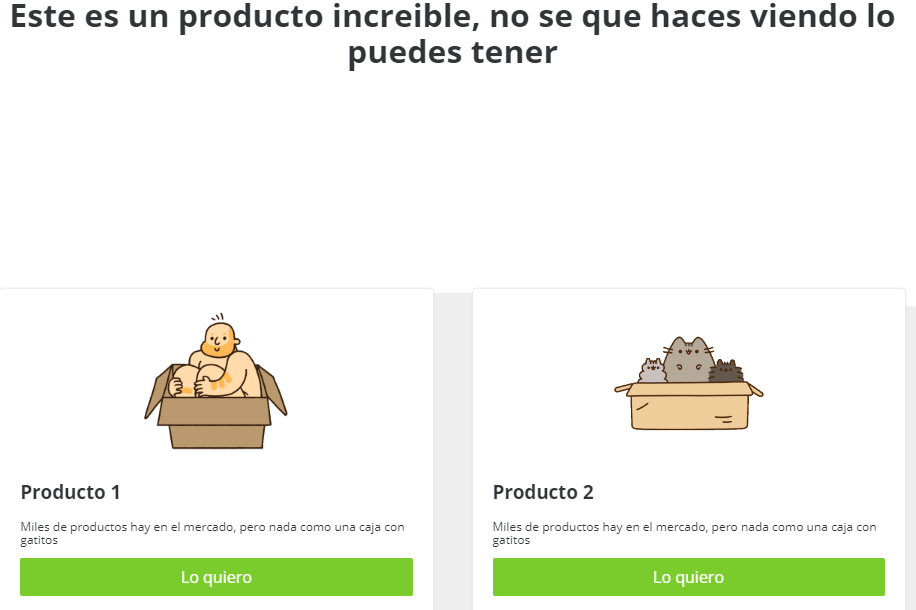 Este es un producto increible, no se que haces viendo lo
puedes tener
Producto 1
Miles de productos hay en el mercado, pero nada como una caja con
gatitos
Lo quiero
Producto 2
Miles de productos hay en el mercado, pero nada como una caja con
gatitos
Lo quiero